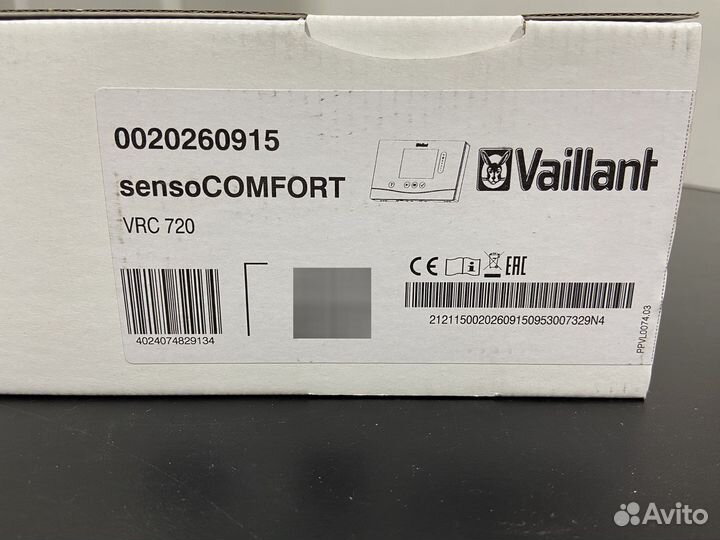 0020260915
sensoCOMFORT
VRC 720
Vaillant
CE
EAC
4024074829134
21211500202609150953007329N4
PPVL0074.03
Avito